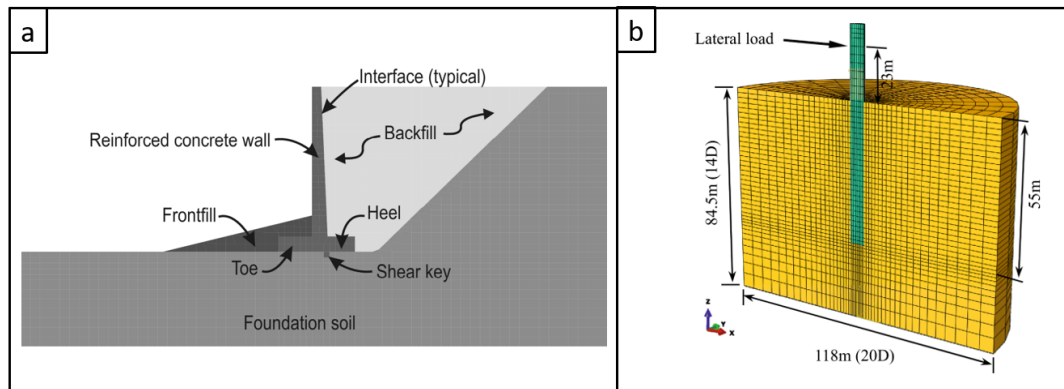 a
Interface (typical)
Backfill
Reinforced concrete wall
Frontfill
Heel
Toe
Shear key
Foundation soil
b
Lateral load
23m
84.5m (14D)
55m
118m (20D)
Z
Y
X